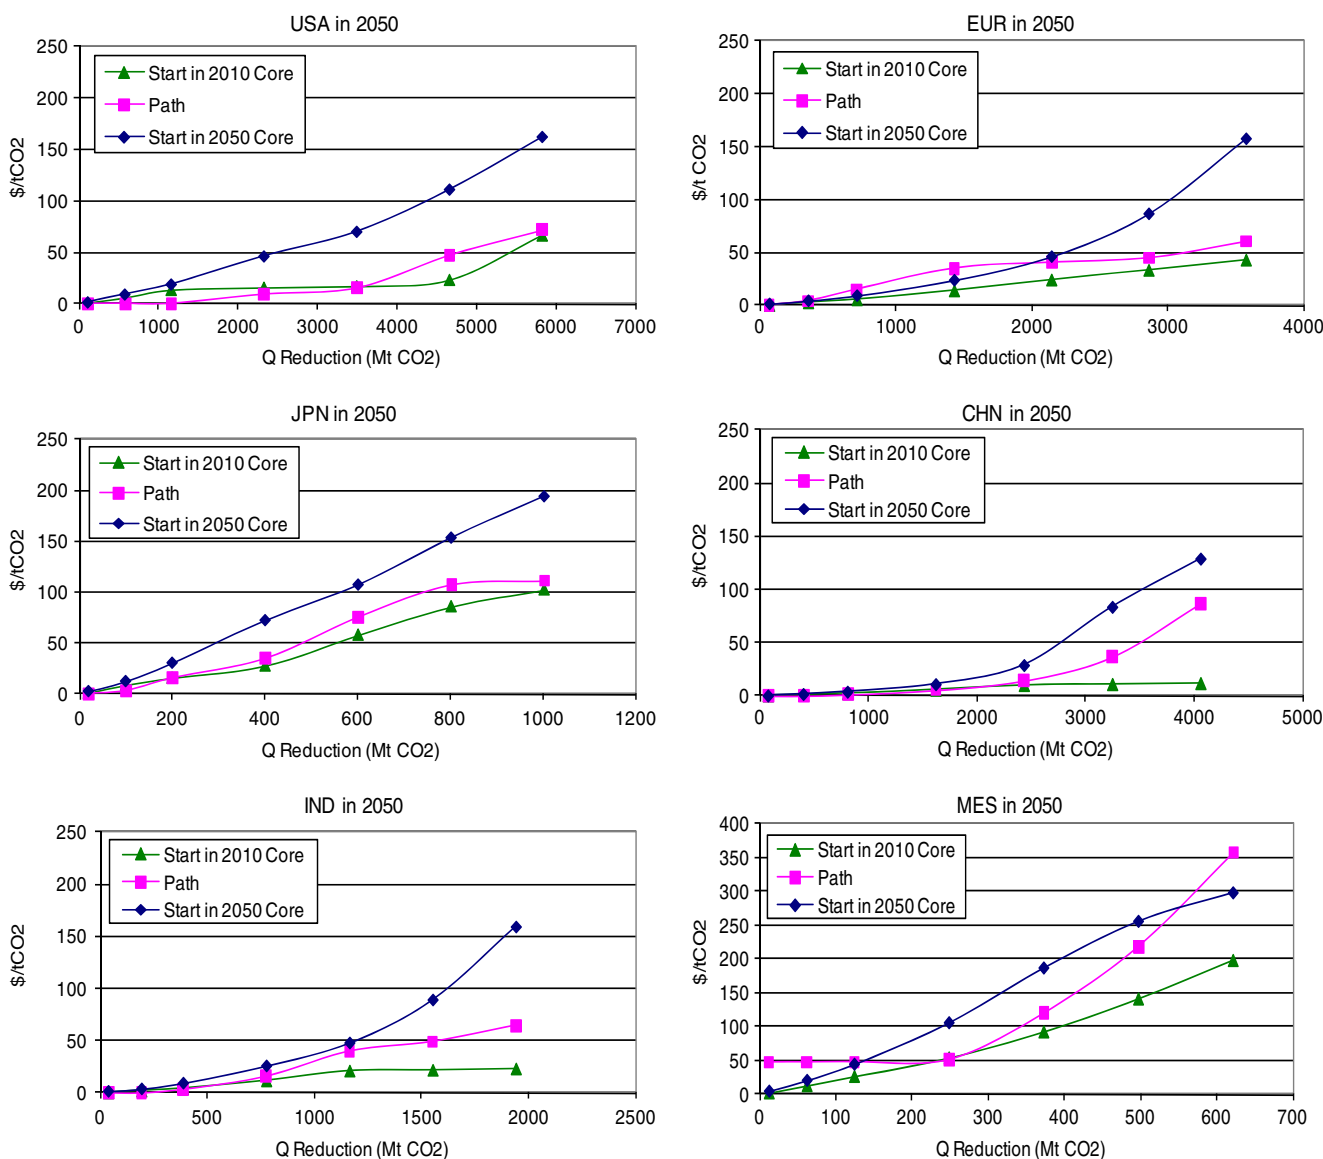 USA in 2050
250
200
150
100
50
0
$/tCO2
Start in 2010 Core
Path
Start in 2050 Core
0 1000 2000 3000 4000 5000 6000 7000
Q Reduction (Mt CO2)
EUR in 2050
250
200
150
100
50
0
$/t CO2
Start in 2010 Core
Path
Start in 2050 Core
0 1000 2000 3000 4000
Q Reduction (Mt CO2)
JPN in 2050
250
200
150
100
50
0
$/tCO2
Start in 2010 Core
Path
Start in 2050 Core
0 200 400 600 800 1000 1200
Q Reduction (Mt CO2)
CHN in 2050
250
200
150
100
50
0
$/tCO2
Start in 2010 Core
Path
Start in 2050 Core
0 1000 2000 3000 4000 5000
Q Reduction (Mt CO2)
IND in 2050
250
200
150
100
50
0
$/tCO2
Start in 2010 Core
Path
Start in 2050 Core
0 500 1000 1500 2000 2500
Q Reduction (Mt CO2)
MES in 2050
400
350
300
250
200
150
100
50
0
$/tCO2
Start in 2010 Core
Path
Start in 2050 Core
0 100 200 300 400 500 600 700
Q Reduction (Mt CO2)